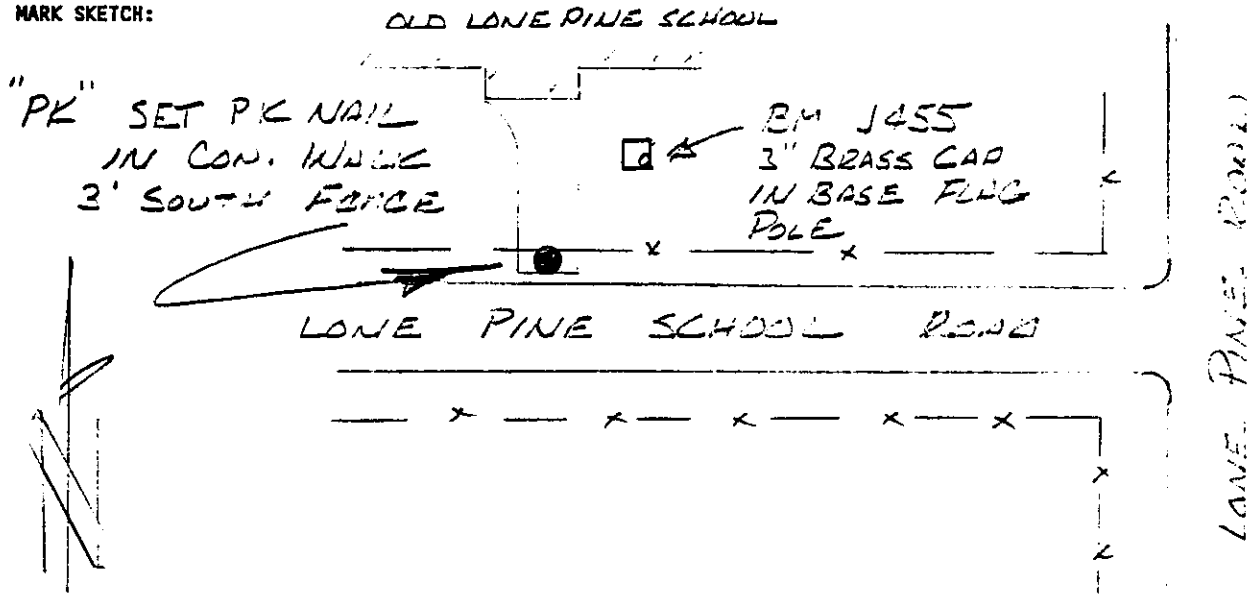 MARK SKETCH:
OLD LONE PINE SCHOOL
"PK" SET PK NAIL
IN CON. WALK
3' SOUTH FENCE
BM J455
3" BRASS CAP
IN BASE FLAG
POLE
LONE PINE SCHOOL ROAD
LONE PINE ROAD
N